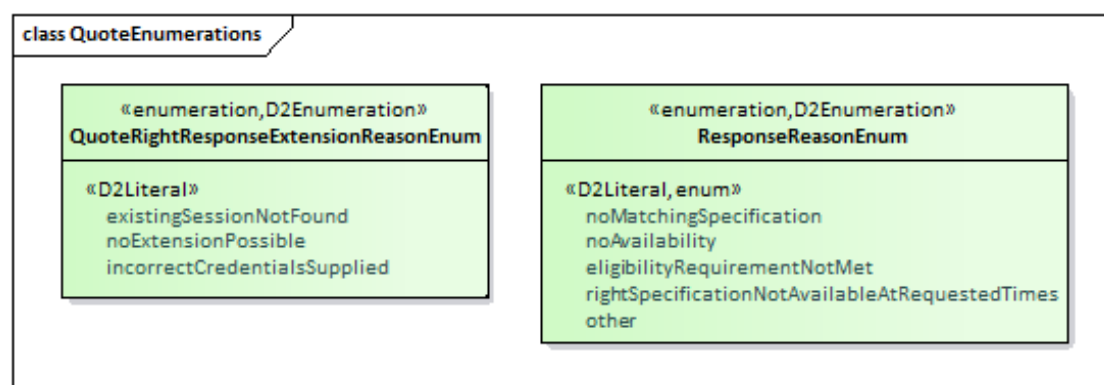 class QuoteEnumerations
«enumeration,D2Enumeration»
QuoteRightResponseExtensionReasonEnum
«D2Literal»
existingSessionNotFound
noExtensionPossible
incorrectCredentialsSupplied
«enumeration,D2Enumeration»
ResponseReasonEnum
«D2Literal,enum»
noMatchingSpecification
noAvailability
eligibilityRequirementNotMet
rightSpecificationNotAvailableAtRequestedTimes
other